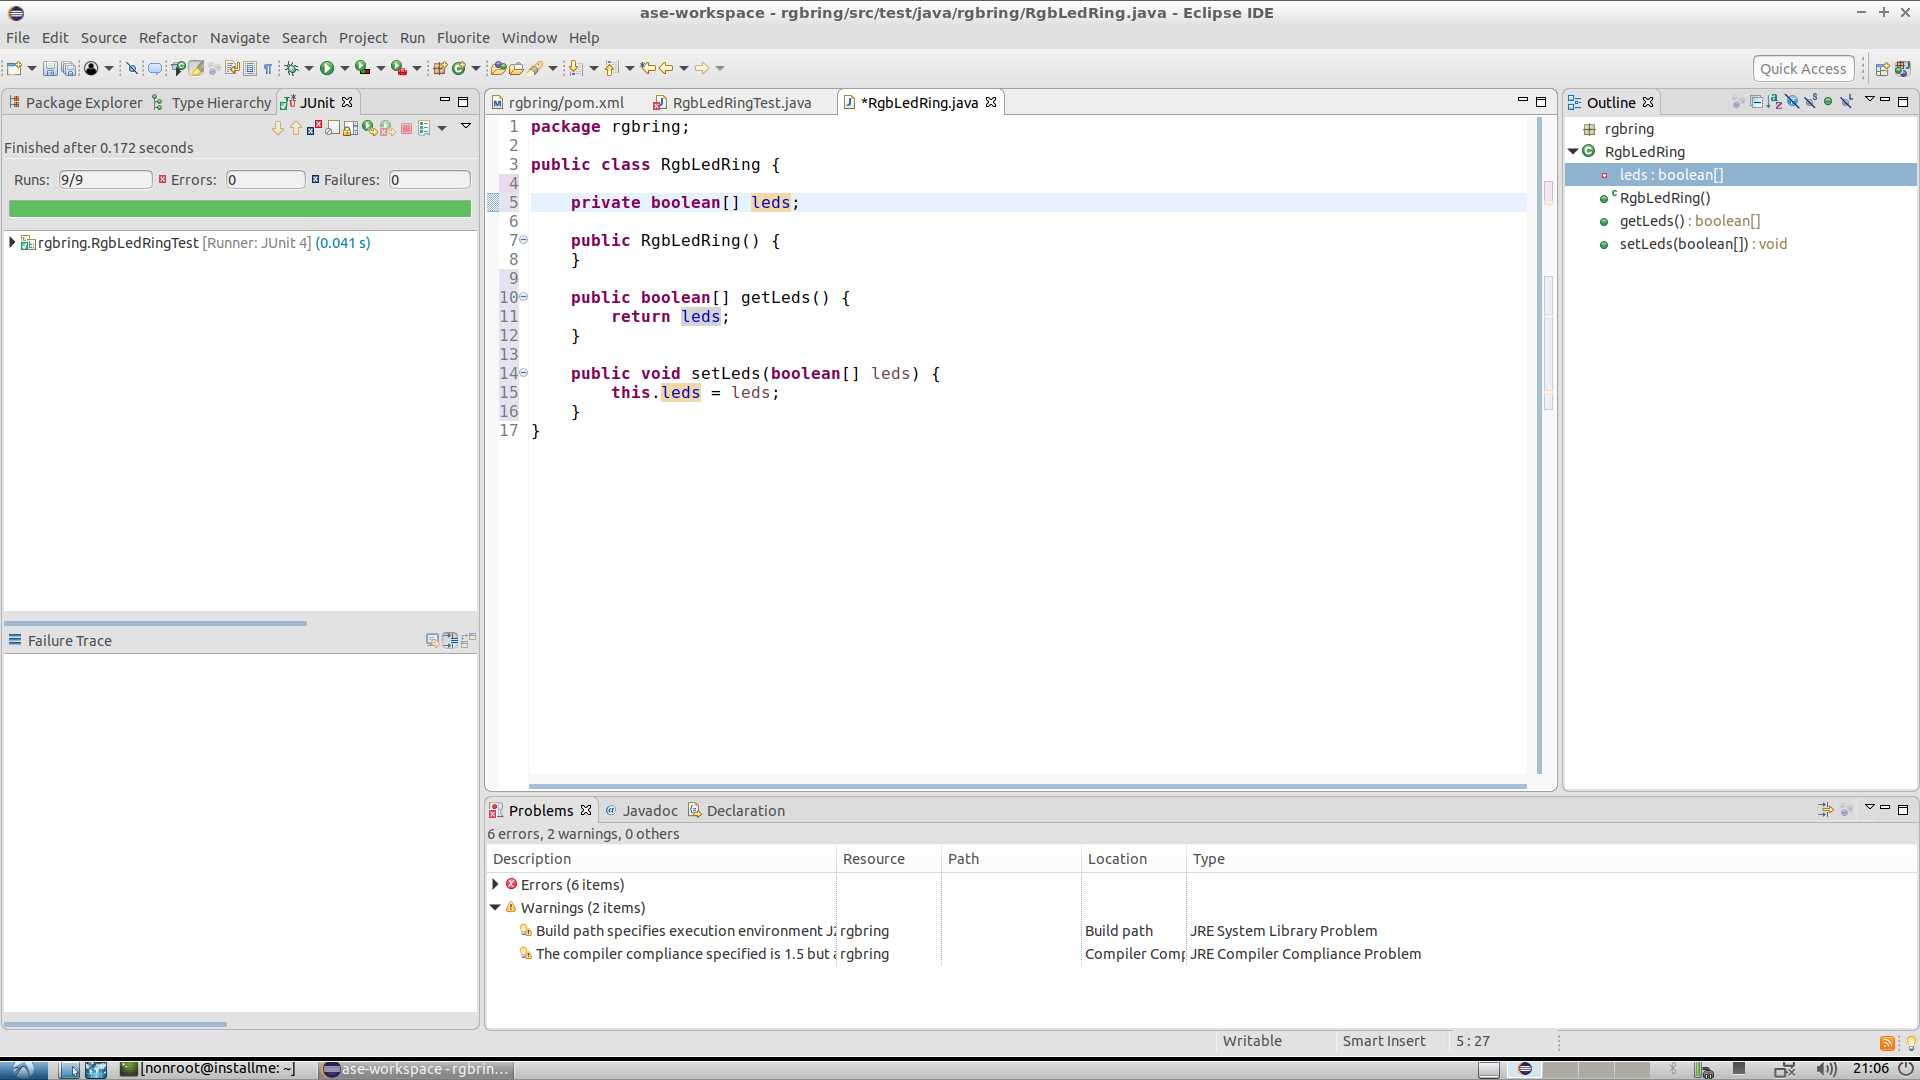 ase-workspace - rgbring/src/test/java/rgbring/RgbLedRing.java - Eclipse IDE
File Edit Source Refactor Navigate Search Project Run Fluorite Window Help
Quick Access
Package Explorer Type Hierarchy JUnit
Finished after 0.172 seconds
Runs: 9/9 Errors: 0 Failures: 0
rgbring.RgbLedRingTest [Runner: JUnit 4] (0.041 s)
Failure Trace
rgbring/pom.xml RgbLedRingTest.java *RgbLedRing.java
1 package rgbring;
2
3 public class RgbLedRing {
4
5 private boolean[] leds;
6
7 public RgbLedRing() {
8 }
9
10 public boolean[] getLeds() {
11 return leds;
12 }
13
14 public void setLeds(boolean[] leds) {
15 this.leds = leds;
16 }
17 }
Outline
rgbring
RgbLedRing
leds : boolean[]
RgbLedRing()
getLeds() : boolean[]
setLeds(boolean[]) : void
Problems Javadoc Declaration
6 errors, 2 warnings, 0 others
Description Resource Path Location Type
Errors (6 items)
Warnings (2 items)
Build path specifies execution environment J2 rgbring Build path JRE System Library Problem
The compiler compliance specified is 1.5 but a rgbring Compiler Comp JRE Compiler Compliance Problem
Writable Smart Insert 5 : 27
[nonroot@installme: ~] ase-workspace - rgbrin... 21:06